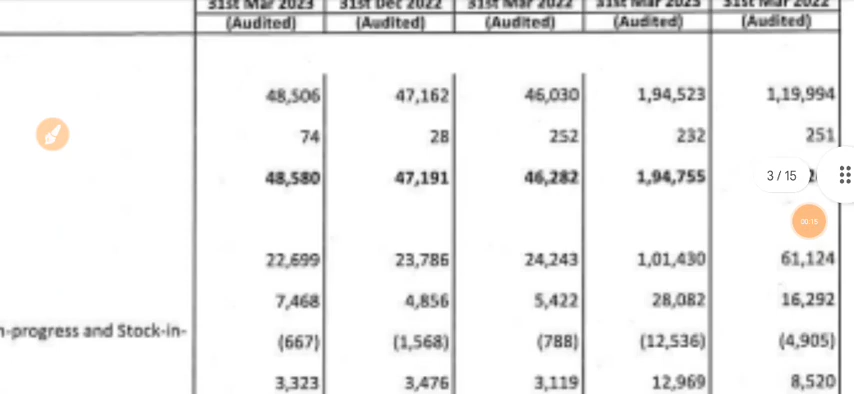 31st Mar 2023 31st Dec 2022 31st Mar 2022 31st Mar 2023 31st Mar 2022
(Audited) (Audited) (Audited) (Audited) (Audited)
48,506 47,162 46,030 1,94,523 1,19,994
74 28 252 232 251
48,580 47,191 46,282 1,94,755
3 / 15
00:15
22,699 23,786 24,243 1,01,430 61,124
7,468 4,856 5,422 28,082 16,292
n-progress and Stock-in-
(667) (1,568) (788) (12,536) (4,905)
3,323 3,476 3,119 12,969 8,520